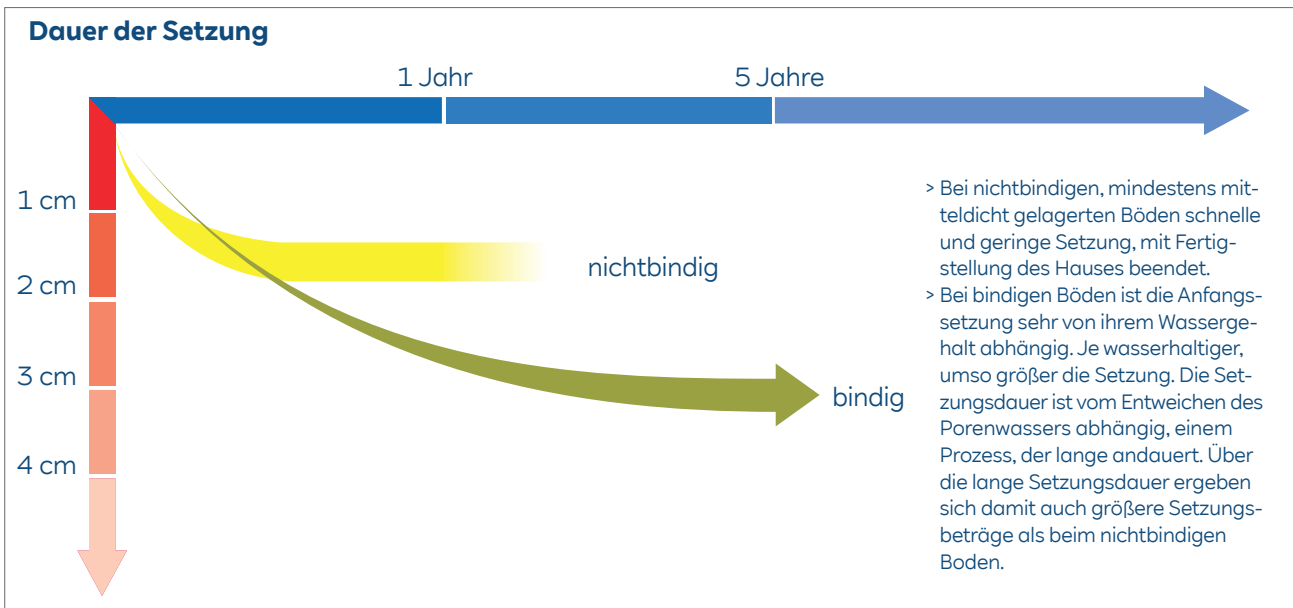 Dauer der Setzung
1 Jahr
5 Jahre
1 cm
2 cm
3 cm
4 cm
nichtbindig
bindig
> Bei nichtbindigen, mindestens mit-
teldicht gelagerten Böden schnelle
und geringe Setzung, mit Fertig-
stellung des Hauses beendet.
> Bei bindigen Böden ist die Anfangs-
setzung sehr von ihrem Wasserge-
halt abhängig. Je wasserhaltiger,
umso größer die Setzung. Die Set-
zungsdauer ist vom Entweichen des
Porenwassers abhängig, einem
Prozess, der lange andauert. Über
die lange Setzungsdauer ergeben
sich damit auch größere Setzungs-
beträge als beim nichtbindigen
Boden.